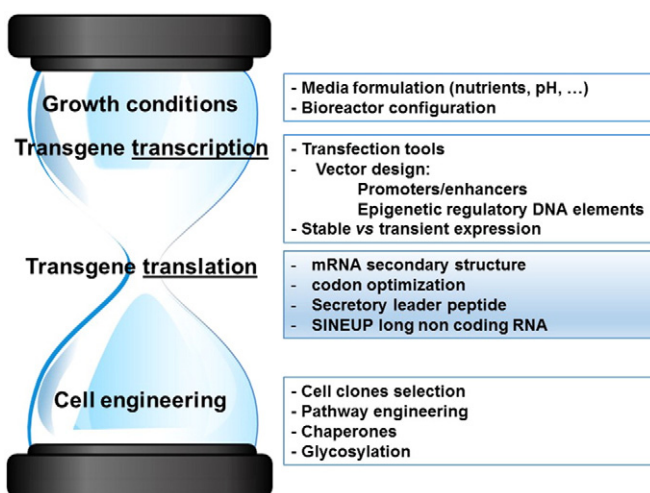 Growth conditions
- Media formulation (nutrients, pH, …)
- Bioreactor configuration
Transgene transcription
- Transfection tools
- Vector design:
Promoters/enhancers
Epigenetic regulatory DNA elements
- Stable vs transient expression
Transgene translation
- mRNA secondary structure
- codon optimization
- Secretory leader peptide
- SINEUP long non coding RNA
Cell engineering
- Cell clones selection
- Pathway engineering
- Chaperones
- Glycosylation